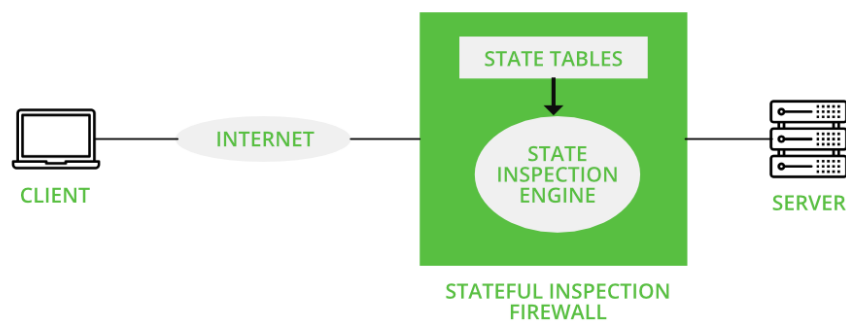 STATE TABLES
INTERNET
STATE
INSPECTION
ENGINE
CLIENT
SERVER
STATEFUL INSPECTION
FIREWALL